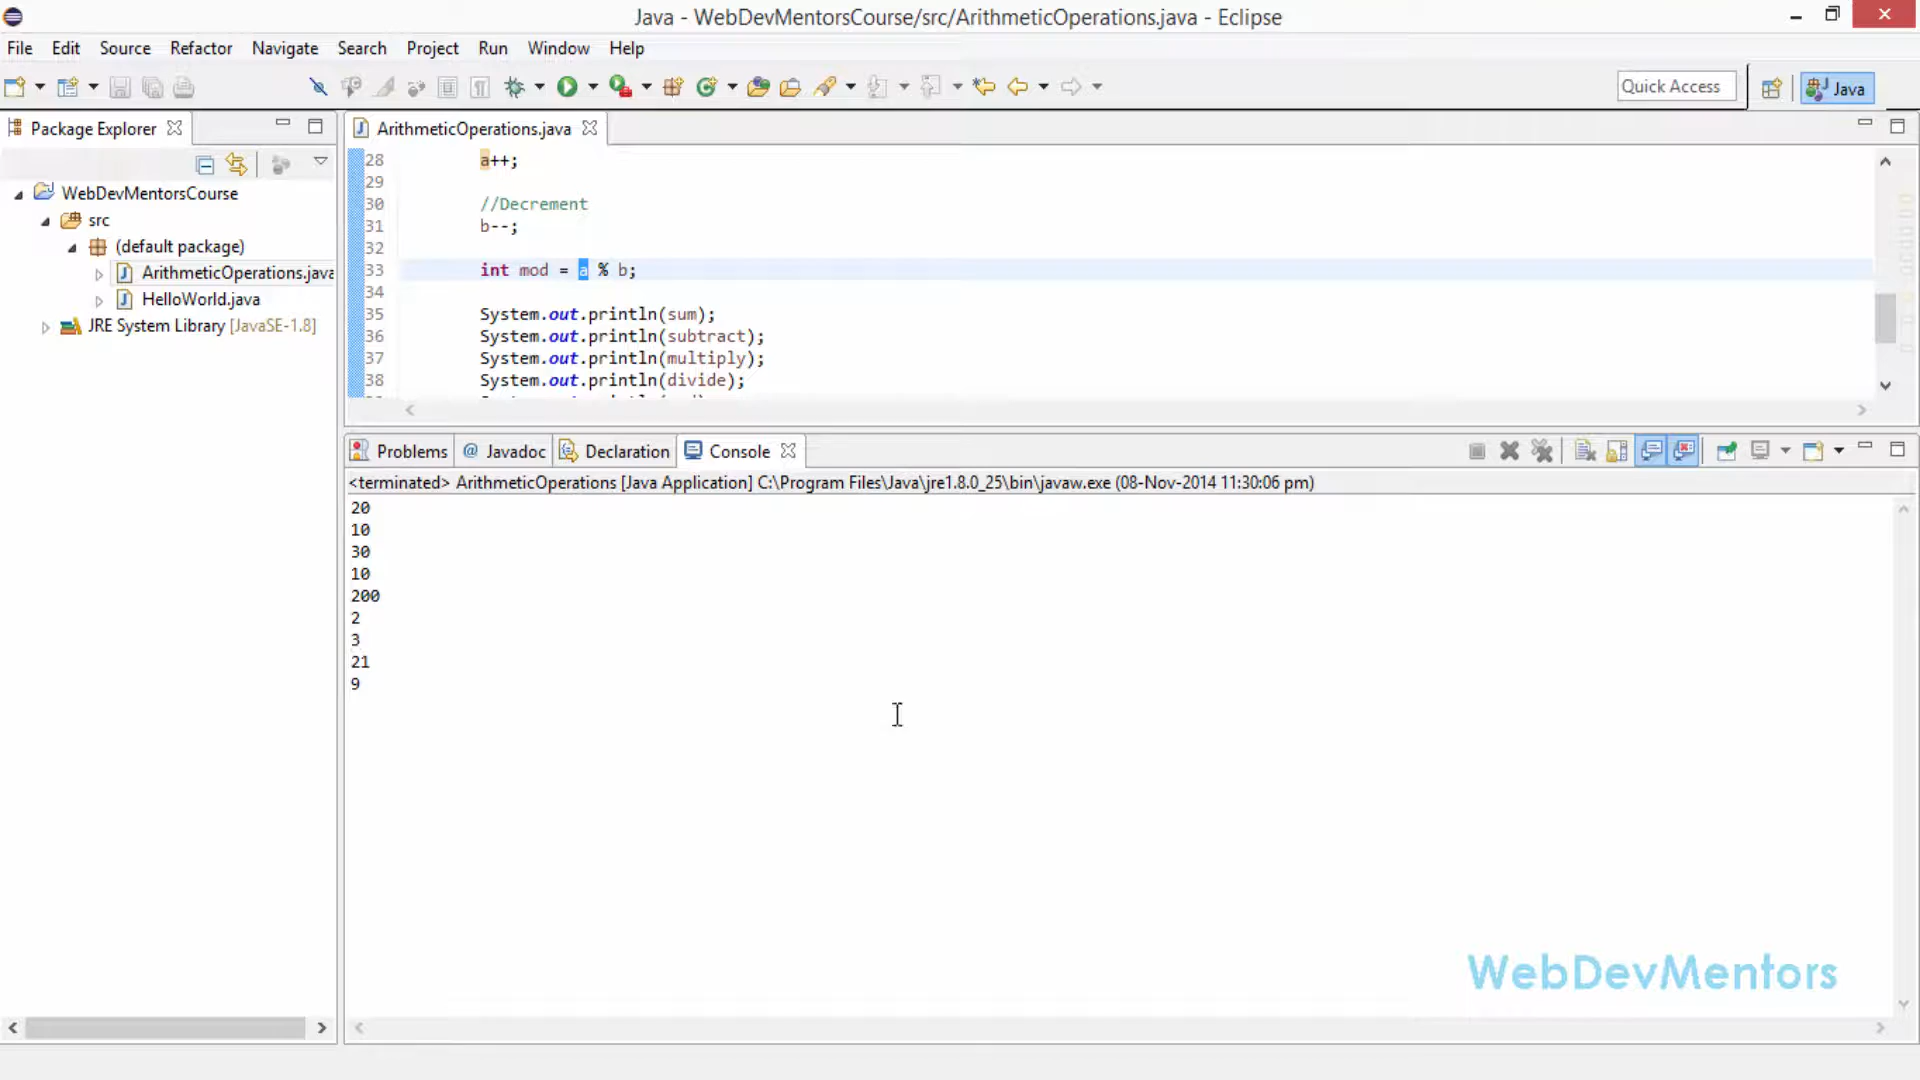 Java - WebDevMentorsCourse/src/ArithmeticOperations.java - Eclipse
File Edit Source Refactor Navigate Search Project Run Window Help
Quick Access
Java
Package Explorer
WebDevMentorsCourse
src
(default package)
ArithmeticOperations.java
HelloWorld.java
JRE System Library [JavaSE-1.8]
ArithmeticOperations.java
28 a++;
29
30 //Decrement
31 b--;
32
33 int mod = a % b;
34
35 System.out.println(sum);
36 System.out.println(subtract);
37 System.out.println(multiply);
38 System.out.println(divide);
Problems @ Javadoc Declaration Console
<terminated> ArithmeticOperations [Java Application] C:\Program Files\Java\jre1.8.0_25\bin\javaw.exe (08-Nov-2014 11:30:06 pm)
20
10
30
10
200
2
3
21
9
WebDevMentors